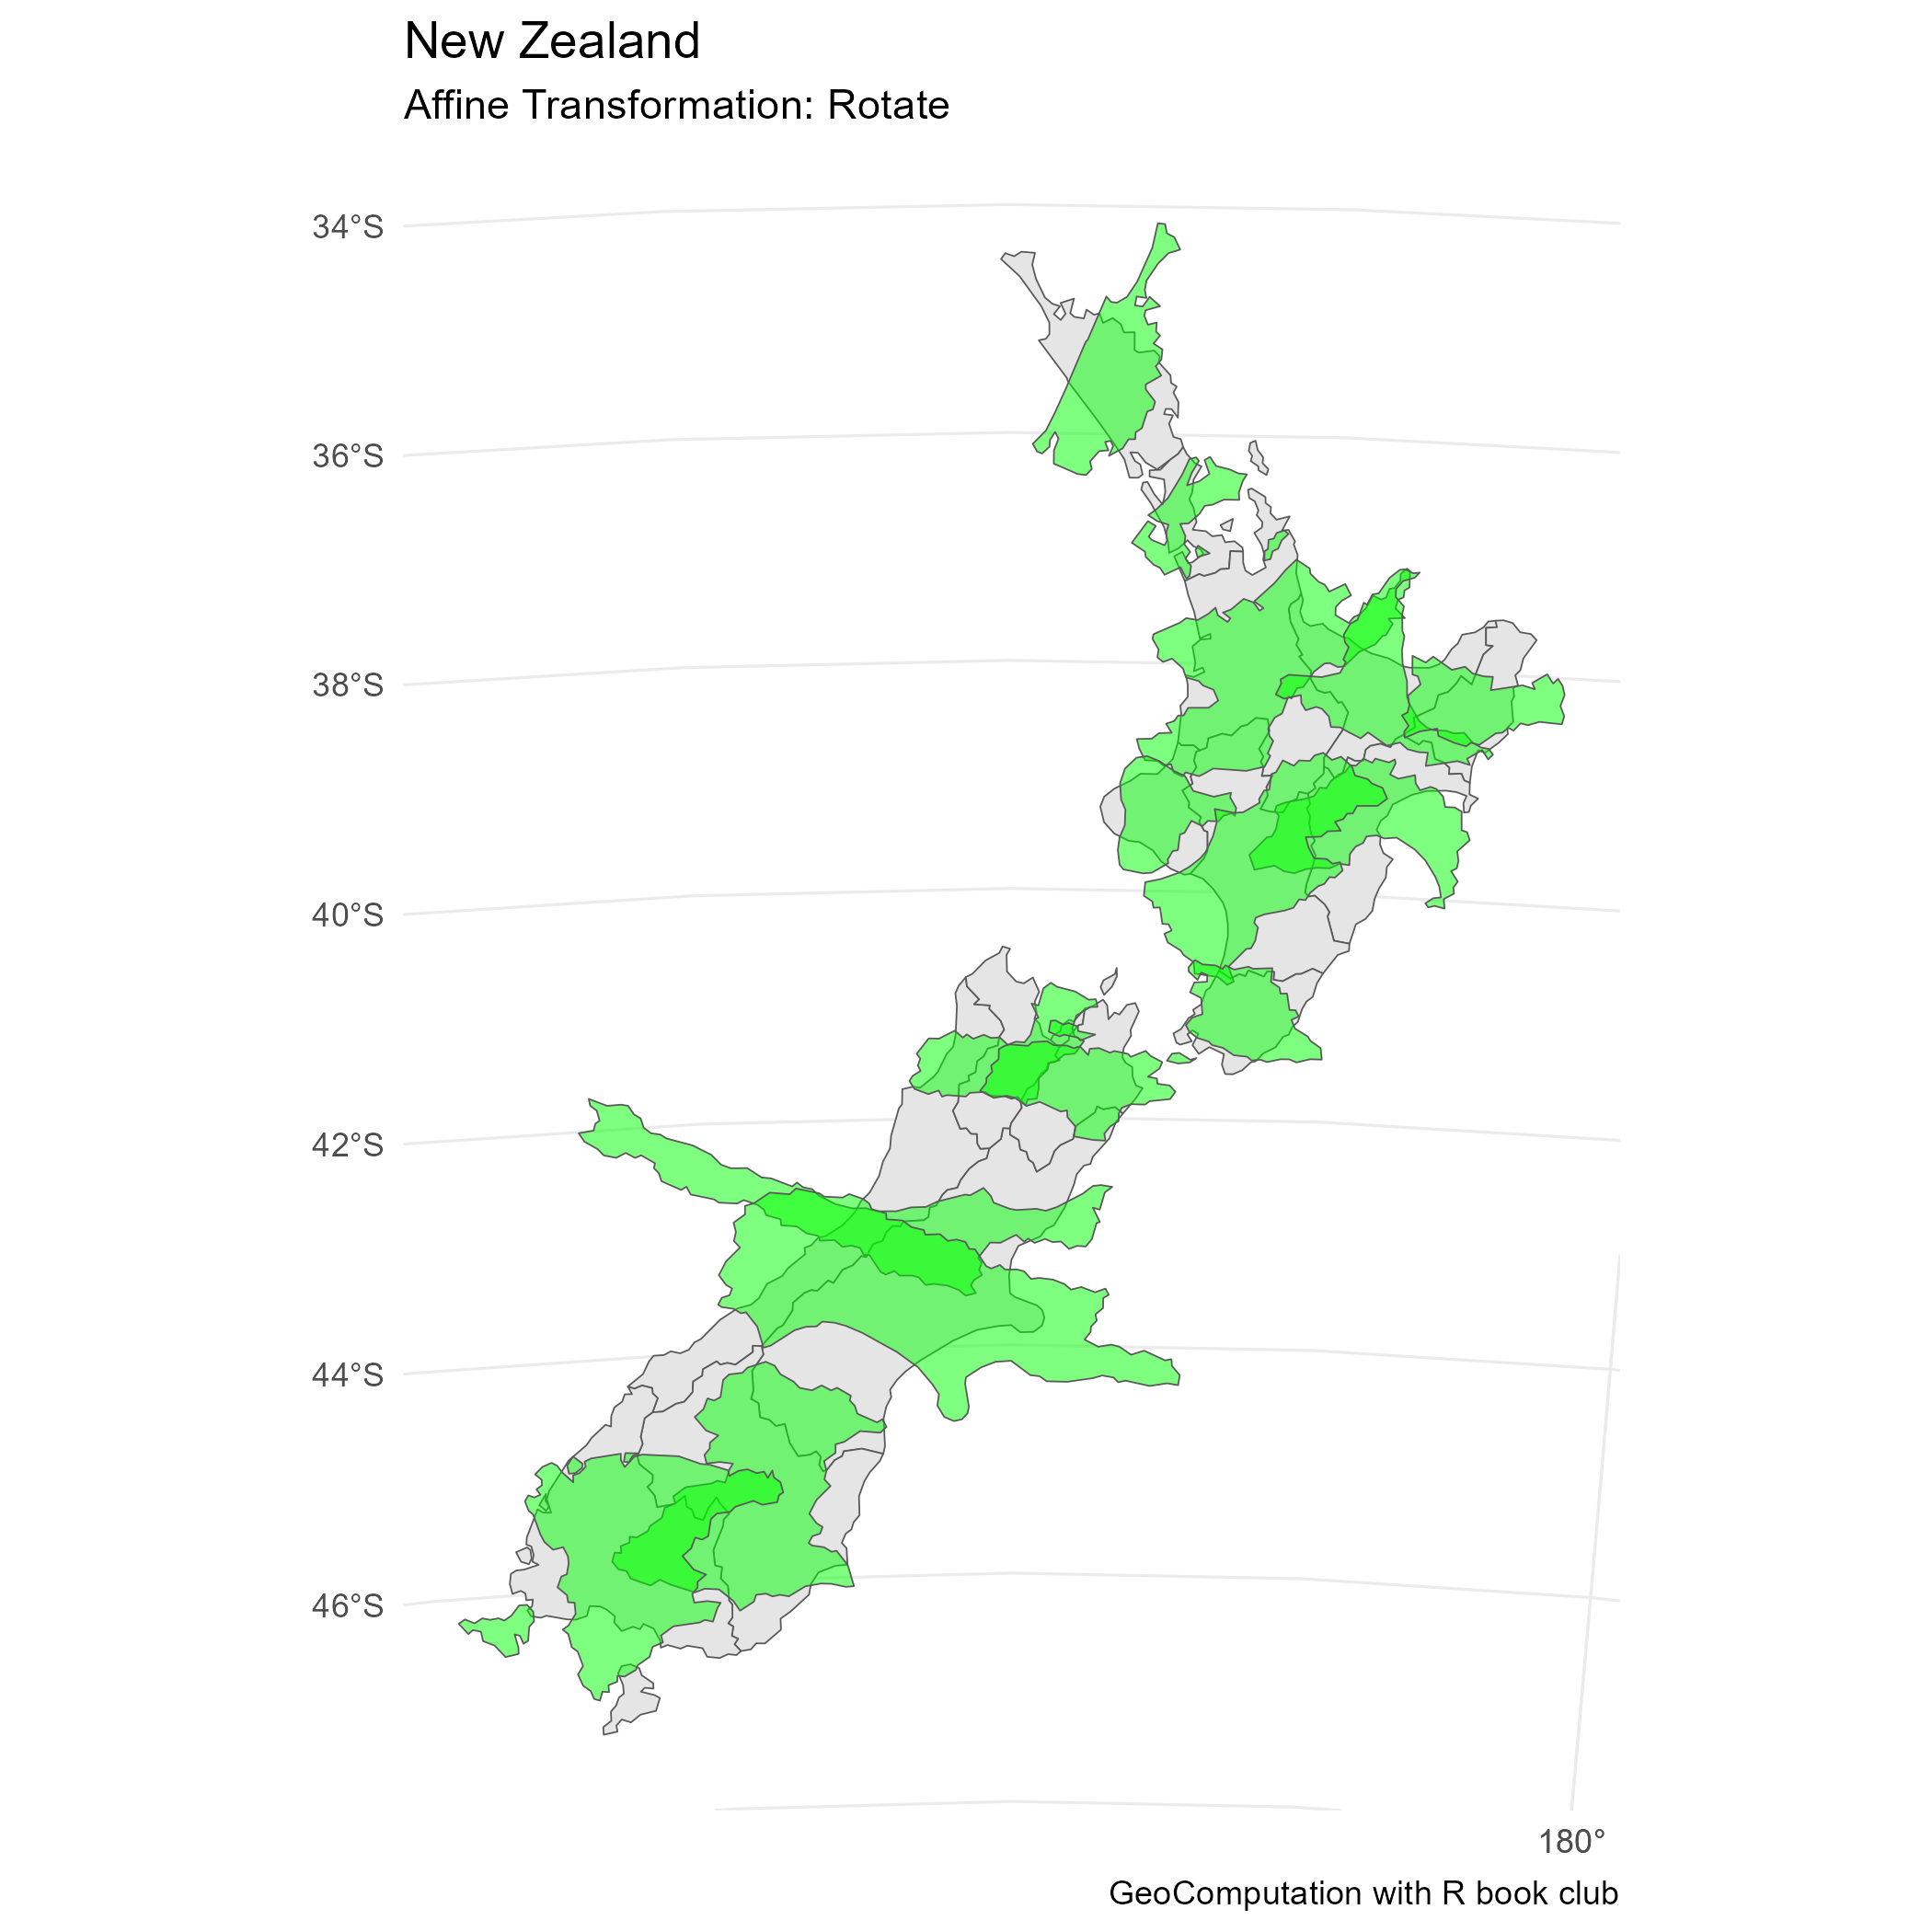 New Zealand
Affine Transformation: Rotate
34°S
36°S
38°S
40°S
42°S
44°S
46°S
180°
GeoComputation with R book club